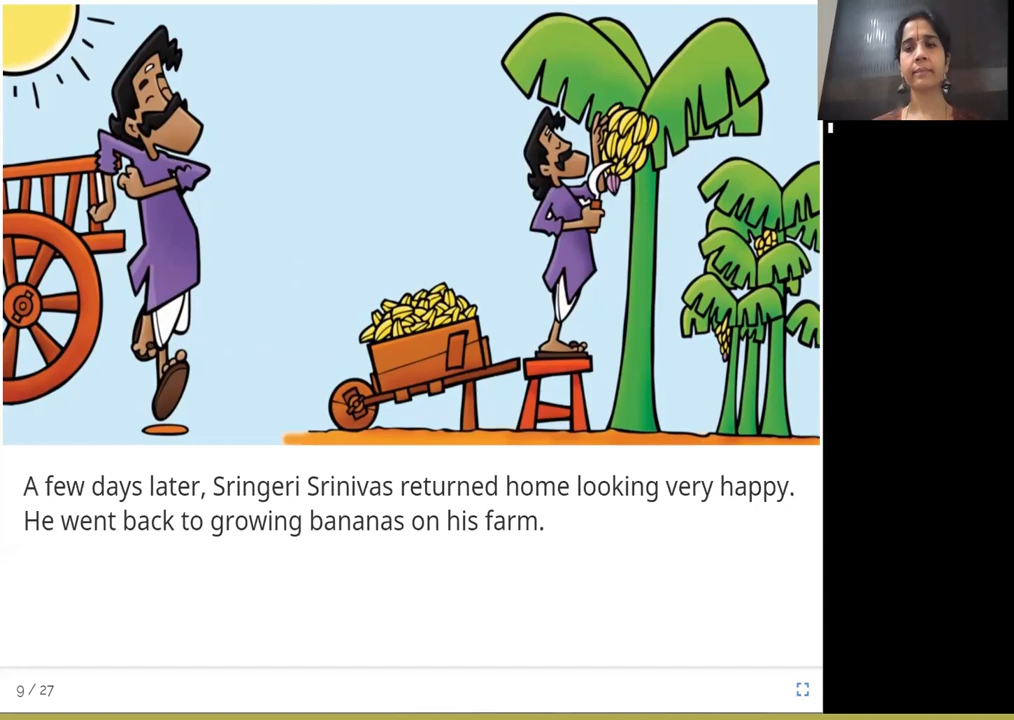 A few days later, Sringeri Srinivas returned home looking very happy.
He went back to growing bananas on his farm.
9 / 27